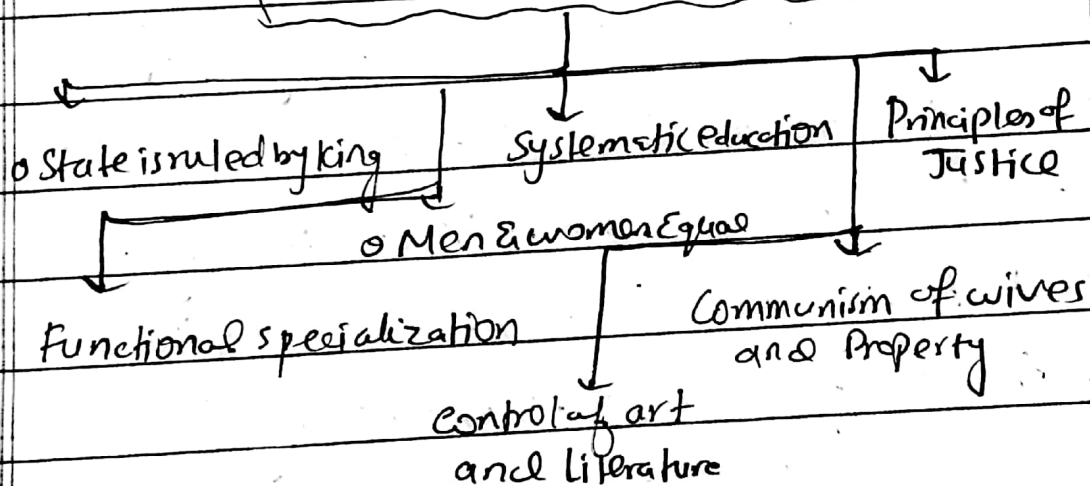 o State is ruled by king
Systematic education
Principles of
Justice
o Men & women Equal
Functional specialization
Communism of wives
and Property
control of art
and Literature